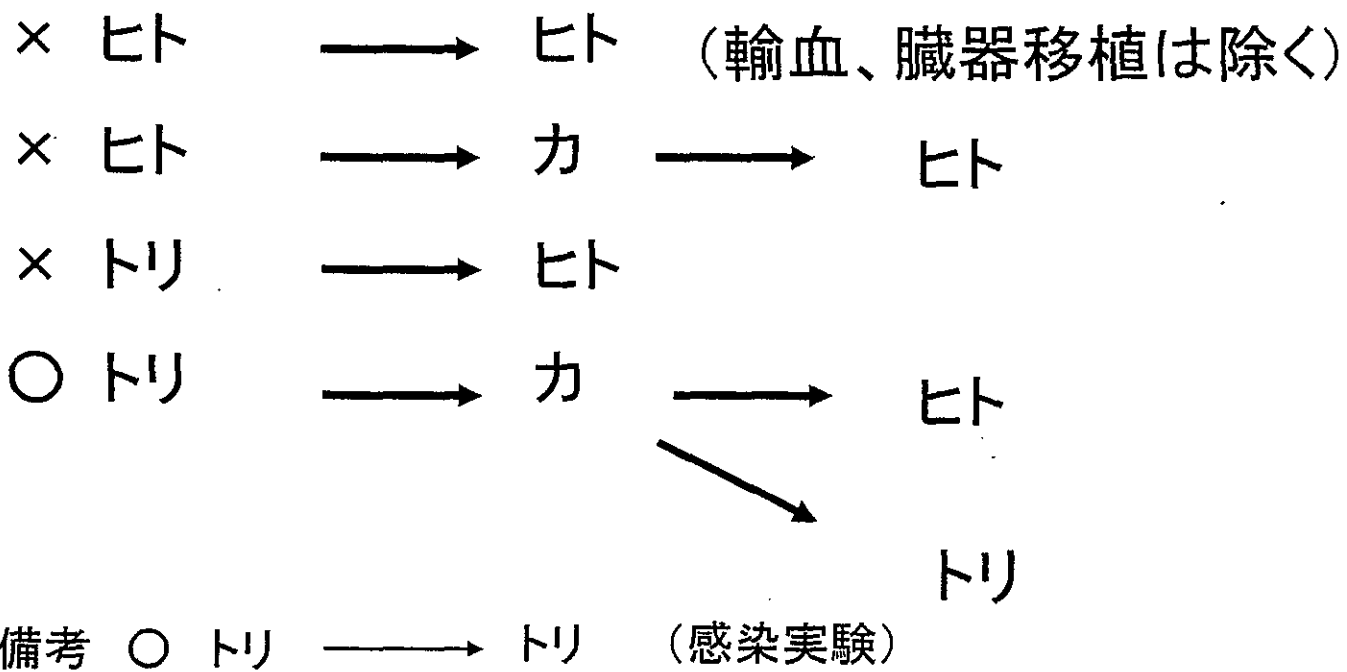 × ヒト → ヒト (輸血、臓器移植は除く)
× ヒト → カ → ヒト
× トリ → ヒト
○ トリ → カ → ヒト
トリ
備考 ○ トリ → トリ (感染実験)